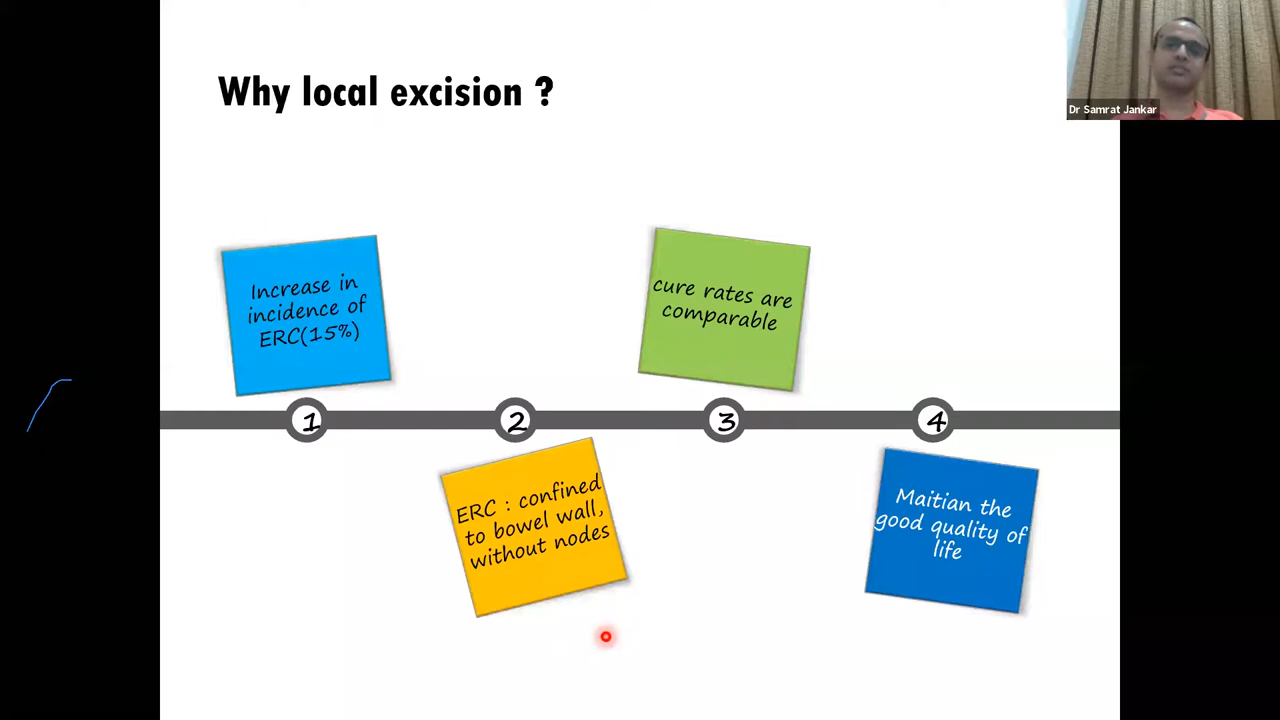 Why local excision ?
Dr Samrat Jankar
Increase in
incidence of
ERC(15%)
cure rates are
comparable
1
2
3
4
ERC : confined
to bowel wall,
without nodes
Maitian the
good quality of
life